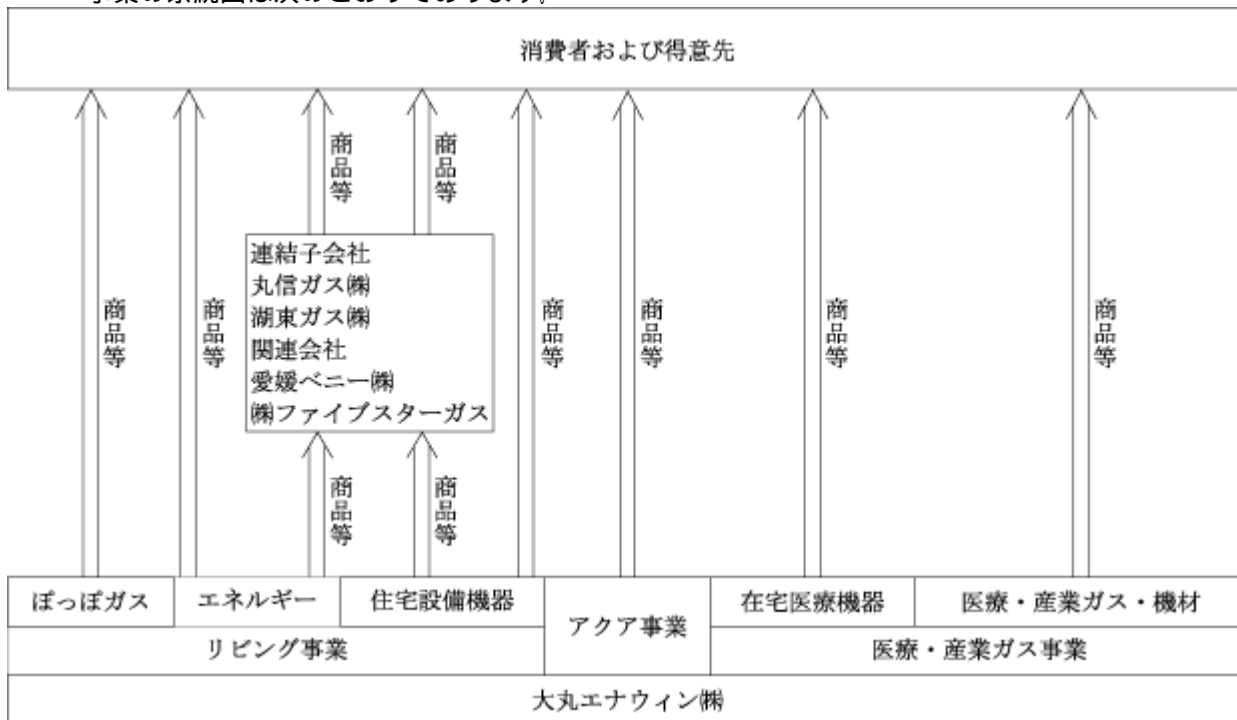 事業の系統図は次のとおりであります。
消費者および得意先
商品等
商品等
商品等
商品等
商品等
商品等
商品等
商品等
連結子会社
丸信ガス㈱
湖東ガス㈱
関連会社
愛媛ベニー㈱
㈱ファイブスターガス
商品等
商品等
ぽっぽガス
エネルギー
住宅設備機器
アクア事業
在宅医療機器
医療・産業ガス・機材
リビング事業
医療・産業ガス事業
大丸エナウィン㈱